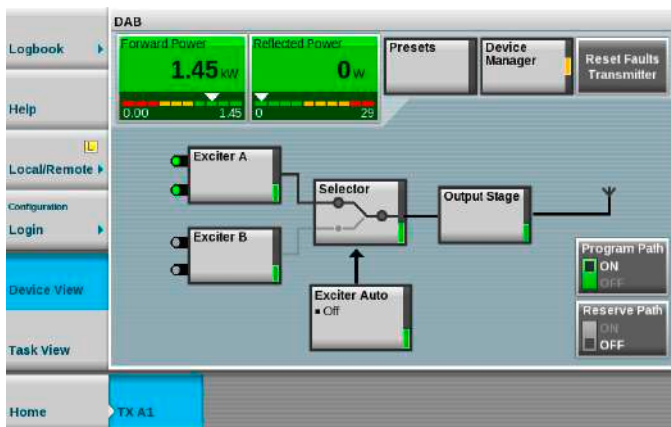 DAB
Logbook
Help
L
Local/Remote
Configuration
Login
Device View
Task View
Home
TX A1
Forward Power
1.45 kW
0.00 1.45
Reflected Power
0 W
0 29
Presets
Device
Manager
Reset Faults
Transmitter
Exciter A
Exciter B
Selector
Output Stage
Exciter Auto
Off
Program Path
ON
OFF
Reserve Path
ON
OFF